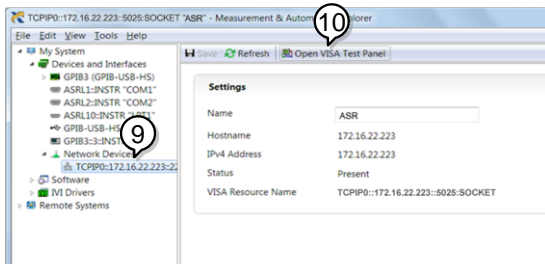 TCPIP0::172.16.22.223::5025::SOCKET "ASR" - Measurement & Autom Explorer
10
File Edit View Tools Help
My System
Devices and Interfaces
GPIB3 (GPIB-USB-HS)
ASRL1::INSTR "COM1"
ASRL2::INSTR "COM2"
ASRL10::INSTR "LPT1"
GPIB-USB-HS
9
GPIB3::3::INST
Network Devices
TCPIP0::172.16.22.223::22
Software
IVI Drivers
Remote Systems
Save Refresh Open VISA Test Panel
Settings
Name ASR
Hostname 172.16.22.223
IPv4 Address 172.16.22.223
Status Present
VISA Resource Name TCPIP0::172.16.22.223::5025:SOCKET